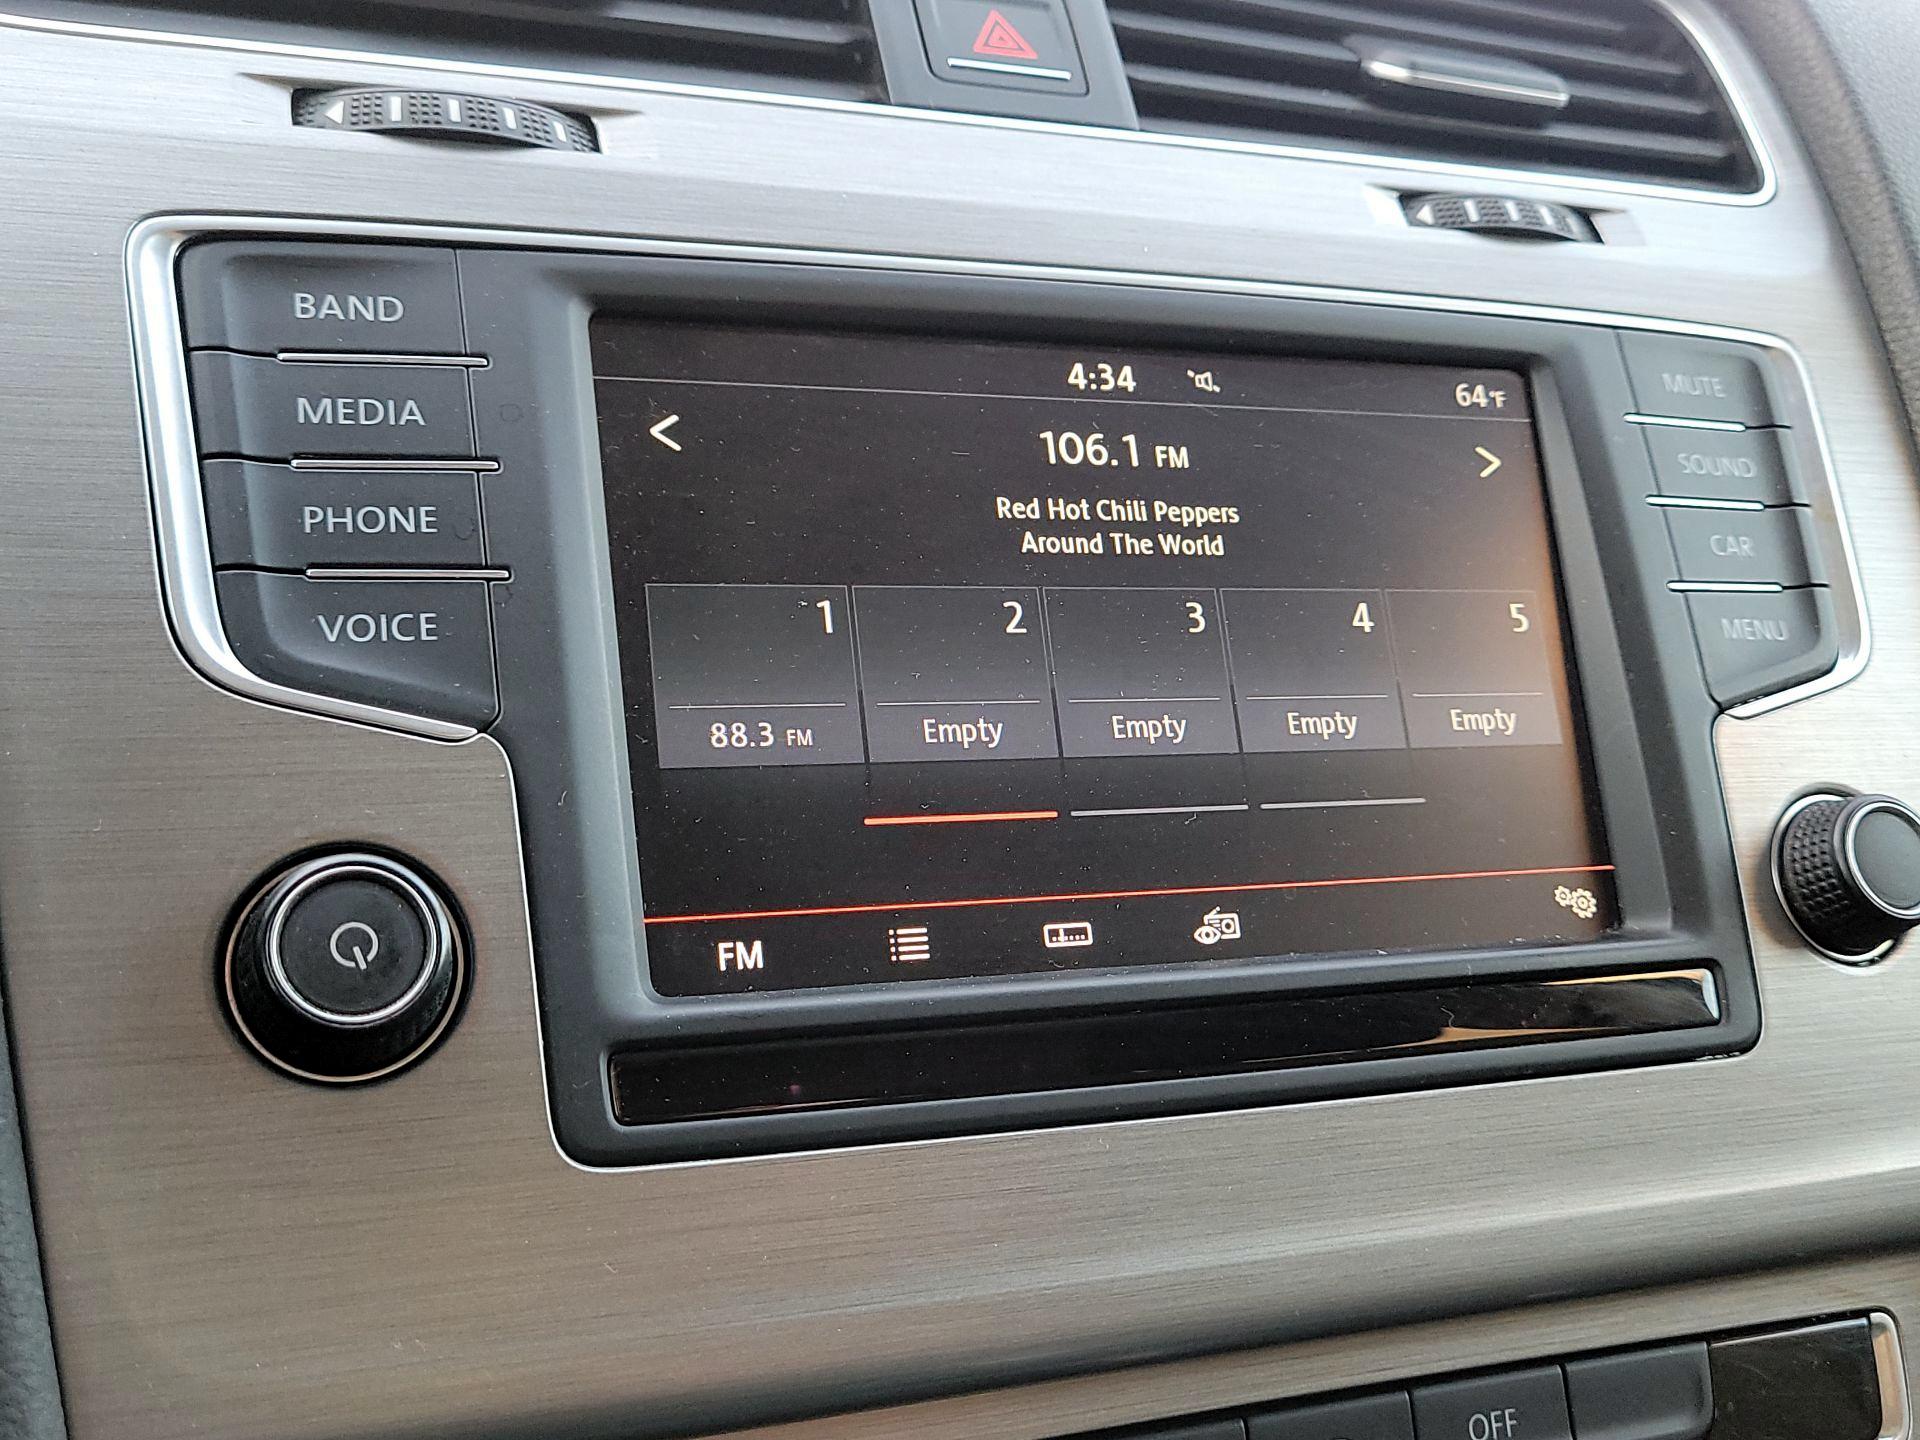 BAND
MEDIA
PHONE
VOICE
4:34
64°F
<
106.1 FM
>
Red Hot Chili Peppers
Around The World
1
2
3
4
5
88.3 FM
Empty
Empty
Empty
Empty
FM
MUTE
SOUND
CAR
MENU
OFF